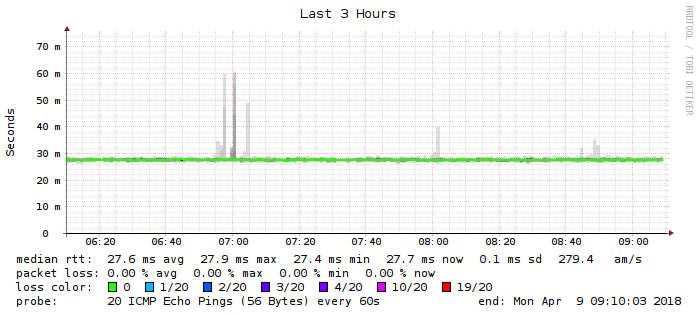 Last 3 Hours
RRDTOOL / TOBI OETIKER
Seconds
70 m
60 m
50 m
40 m
30 m
20 m
10 m
0
06:20 06:40 07:00 07:20 07:40 08:00 08:20 08:40 09:00
median rtt: 27.6 ms avg 27.9 ms max 27.4 ms min 27.7 ms now 0.1 ms sd 279.4 am/s
packet loss: 0.00 % avg 0.00 % max 0.00 % min 0.00 % now
loss color: 0 1/20 2/20 3/20 4/20 10/20 19/20
probe: 20 ICMP Echo Pings (56 Bytes) every 60s end: Mon Apr 9 09:10:03 2018